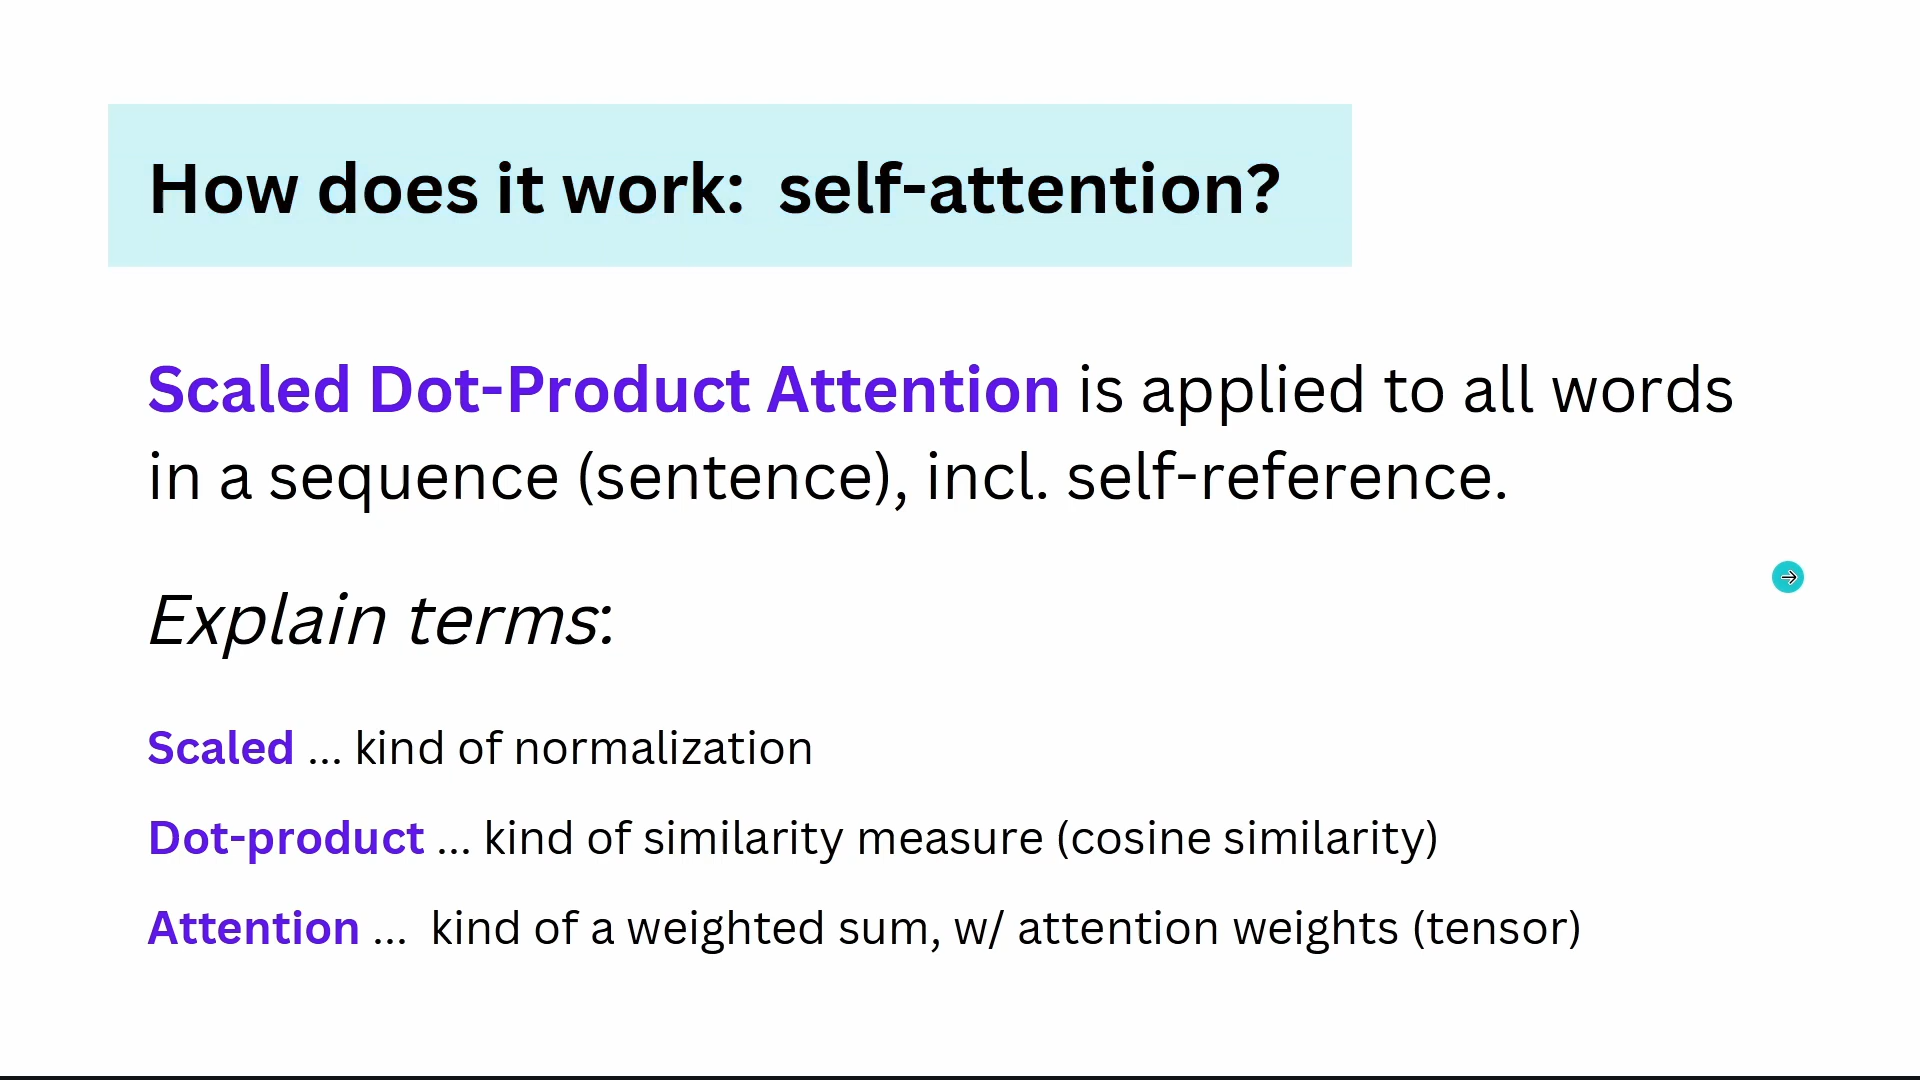 How does it work:  self-attention?
Scaled Dot-Product Attention is applied to all words
in a sequence (sentence), incl. self-reference.
Explain terms:
Scaled ... kind of normalization
Dot-product ... kind of similarity measure (cosine similarity)
Attention ...  kind of a weighted sum, w/ attention weights (tensor)